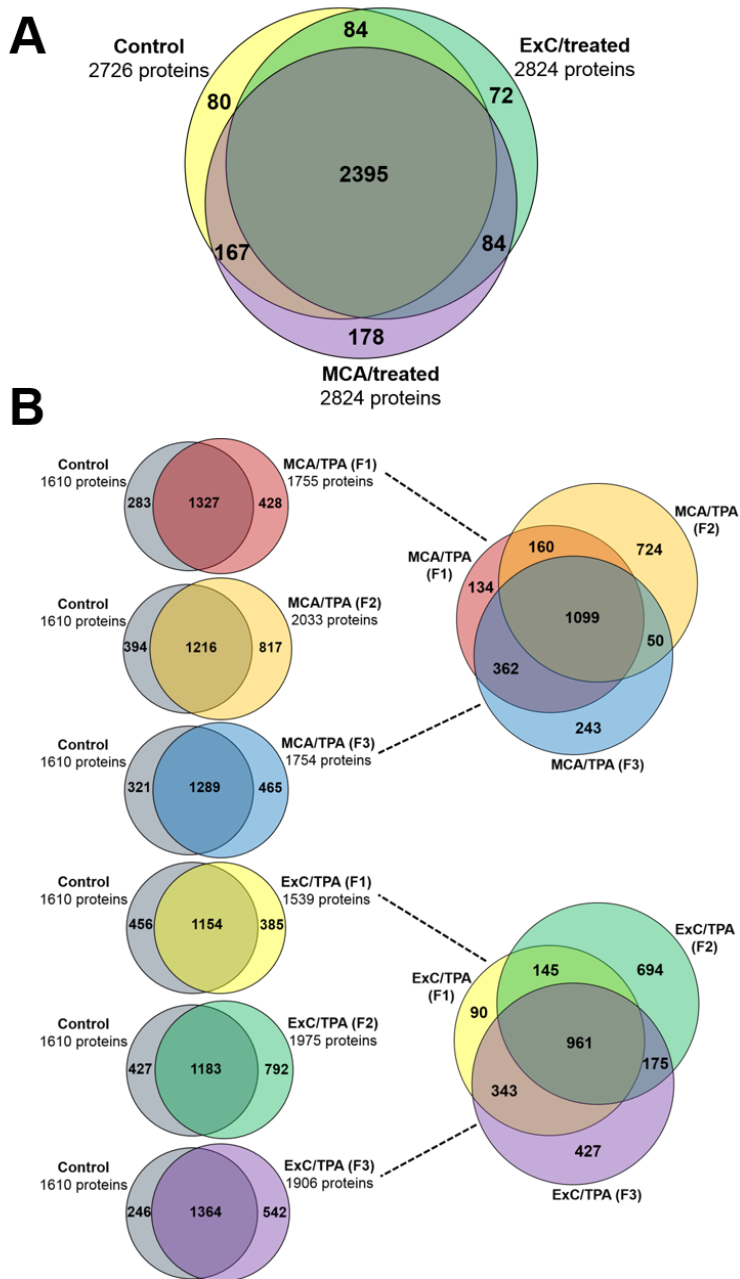 A
Control
2726 proteins
84
ExC/treated
2824 proteins
80
72
2395
167
84
178
MCA/treated
2824 proteins
B
Control
1610 proteins
283
1327
428
MCA/TPA (F1)
1755 proteins
Control
1610 proteins
394
1216
817
MCA/TPA (F2)
2033 proteins
Control
1610 proteins
321
1289
465
MCA/TPA (F3)
1754 proteins
MCA/TPA
(F1)
MCA/TPA
(F2)
160
724
134
1099
50
362
243
MCA/TPA (F3)
Control
1610 proteins
456
1154
385
ExC/TPA (F1)
1539 proteins
Control
1610 proteins
427
1183
792
ExC/TPA (F2)
1975 proteins
Control
1610 proteins
246
1364
542
ExC/TPA (F3)
1906 proteins
ExC/TPA
(F1)
ExC/TPA
(F2)
145
694
90
961
175
343
427
ExC/TPA (F3)